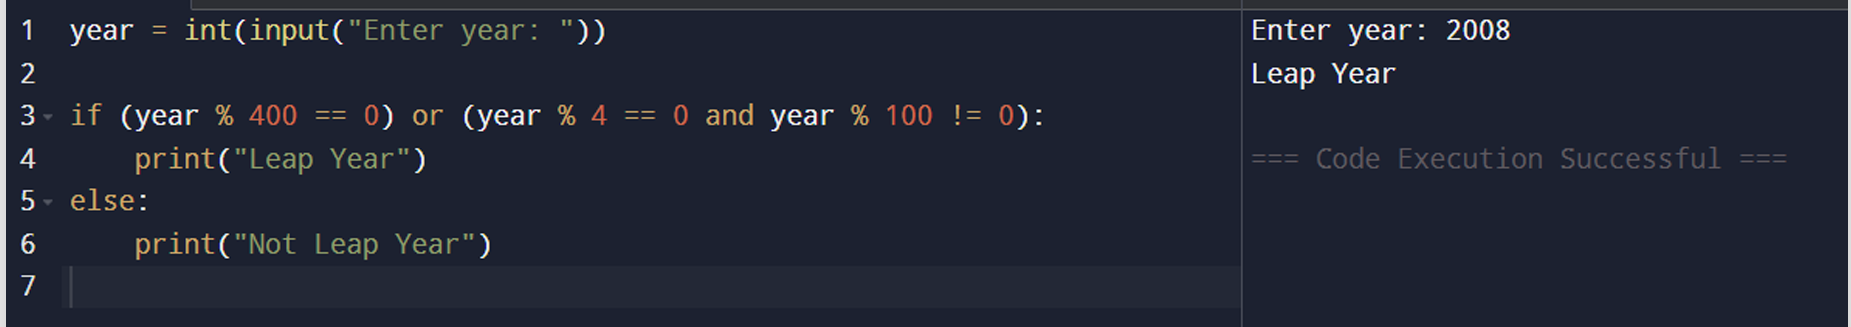 1 year = int(input("Enter year: "))
2
3 if (year % 400 == 0) or (year % 4 == 0 and year % 100 != 0):
4     print("Leap Year")
5 else:
6     print("Not Leap Year")
7
Enter year: 2008
Leap Year
=== Code Execution Successful ===